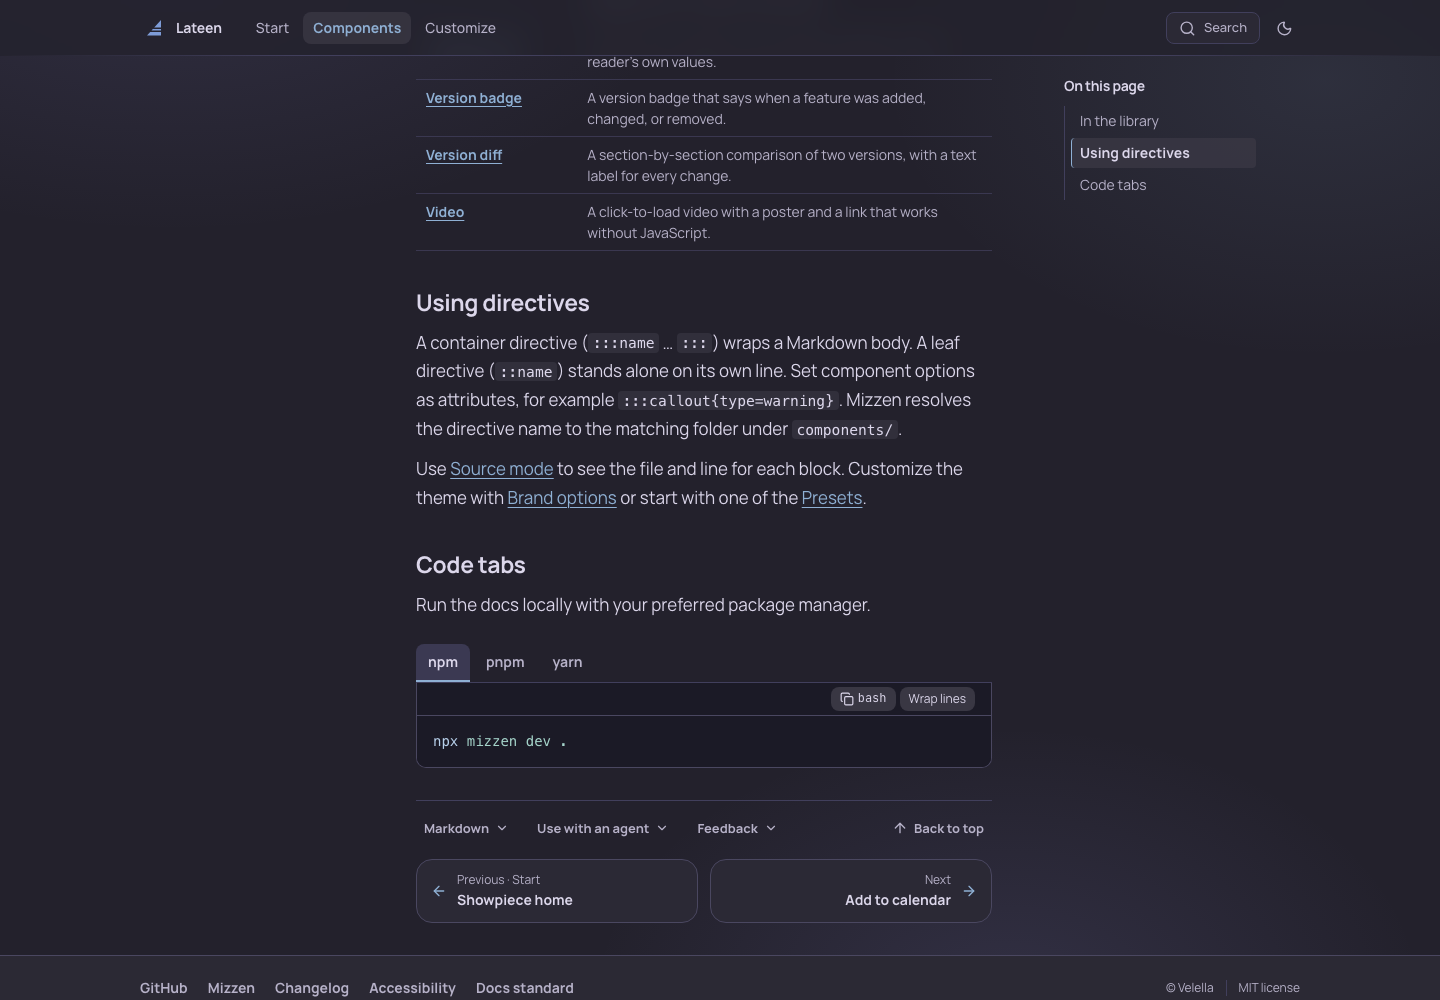 Lateen
Start
Components
Customize
Search
reader's own values.
Version badge
A version badge that says when a feature was added,
changed, or removed.
Version diff
A section-by-section comparison of two versions, with a text
label for every change.
Video
A click-to-load video with a poster and a link that works
without JavaScript.
On this page
In the library
Using directives
Code tabs
Using directives
A container directive (:::name … :::) wraps a Markdown body. A leaf
directive (::name) stands alone on its own line. Set component options
as attributes, for example :::callout{type=warning}. Mizzen resolves
the directive name to the matching folder under components/.
Use Source mode to see the file and line for each block. Customize the
theme with Brand options or start with one of the Presets.
Code tabs
Run the docs locally with your preferred package manager.
npm
pnpm
yarn
bash
Wrap lines
npx mizzen dev .
Markdown
Use with an agent
Feedback
Back to top
Previous · Start
Showpiece home
Next
Add to calendar
GitHub
Mizzen
Changelog
Accessibility
Docs standard
© Velella
MIT license